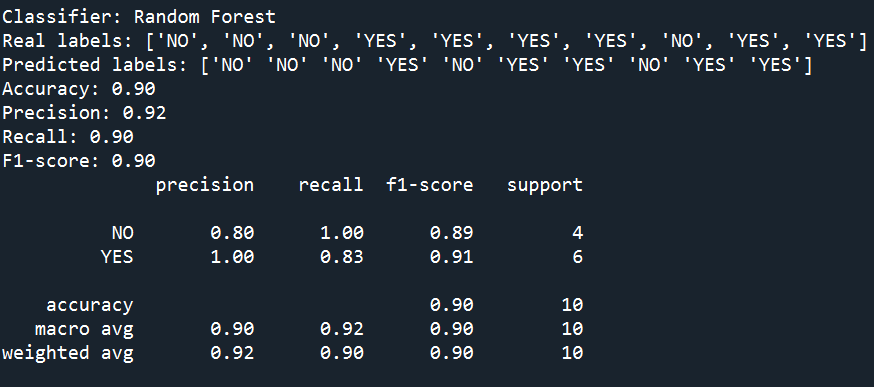 Classifier: Random Forest
Real labels: ['NO', 'NO', 'NO', 'YES', 'YES', 'YES', 'YES', 'NO', 'YES', 'YES']
Predicted labels: ['NO' 'NO' 'NO' 'YES' 'NO' 'YES' 'YES' 'NO' 'YES' 'YES']
Accuracy: 0.90
Precision: 0.92
Recall: 0.90
F1-score: 0.90
precision recall f1-score support
NO 0.80 1.00 0.89 4
YES 1.00 0.83 0.91 6
accuracy 0.90 10
macro avg 0.90 0.92 0.90 10
weighted avg 0.92 0.90 0.90 10